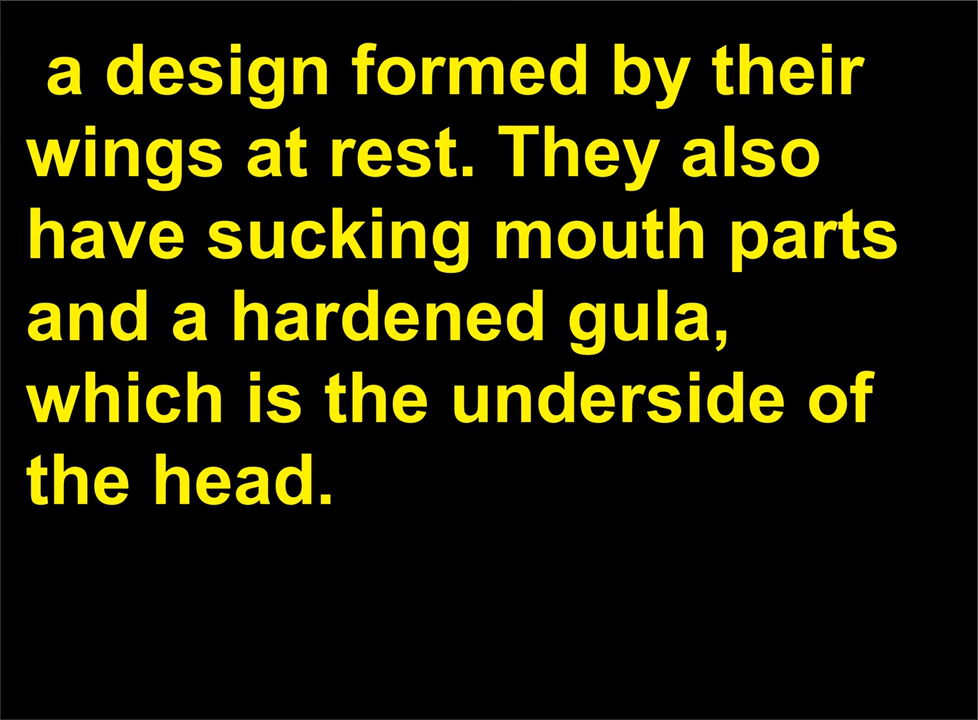 a design formed by their
wings at rest. They also
have sucking mouth parts
and a hardened gula,
which is the underside of
the head.